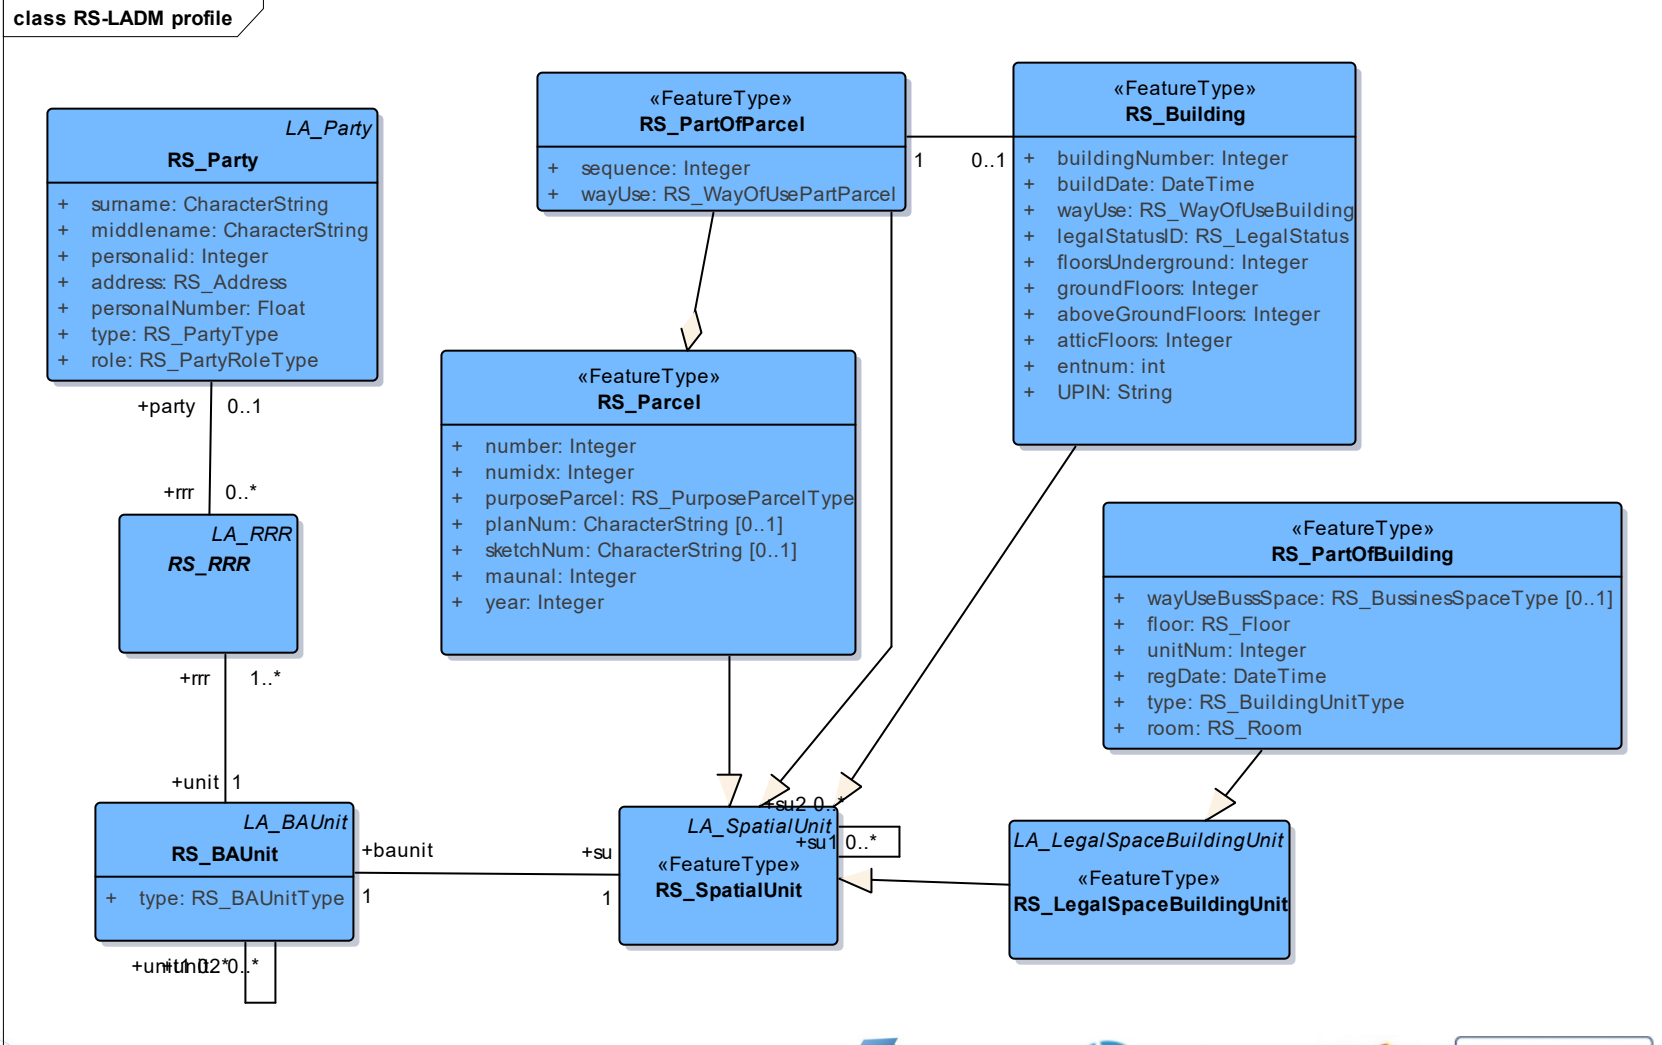 class RS-LADM profile
LA_Party
RS_Party
+ surname: CharacterString
+ middlename: CharacterString
+ personalid: Integer
+ address: RS_Address
+ personalNumber: Float
+ type: RS_PartyType
+ role: RS_PartyRoleType
+party 0..1
+rrr 0..*
LA_RRR
RS_RRR
+rrr 1..*
+unit 1
LA_BAUnit
RS_BAUnit
+ type: RS_BAUnitType
+baunit
1
+su
1
0..*
«FeatureType»
RS_PartOfParcel
+ sequence: Integer
+ wayUse: RS_WayOfUsePartParcel
1 0..1
«FeatureType»
RS_Building
+ buildingNumber: Integer
+ buildDate: DateTime
+ wayUse: RS_WayOfUseBuilding
+ legalStatusID: RS_LegalStatus
+ floorsUnderground: Integer
+ groundFloors: Integer
+ aboveGroundFloors: Integer
+ atticFloors: Integer
+ entnum: int
+ UPIN: String
«FeatureType»
RS_Parcel
+ number: Integer
+ numidx: Integer
+ purposeParcel: RS_PurposeParcelType
+ planNum: CharacterString [0..1]
+ sketchNum: CharacterString [0..1]
+ maunal: Integer
+ year: Integer
«FeatureType»
RS_PartOfBuilding
+ wayUseBussSpace: RS_BussinesSpaceType [0..1]
+ floor: RS_Floor
+ unitNum: Integer
+ regDate: DateTime
+ type: RS_BuildingUnitType
+ room: RS_Room
+su2 0..*
LA_SpatialUnit
+su1 0..*
«FeatureType»
RS_SpatialUnit
LA_LegalSpaceBuildingUnit
«FeatureType»
RS_LegalSpaceBuildingUnit